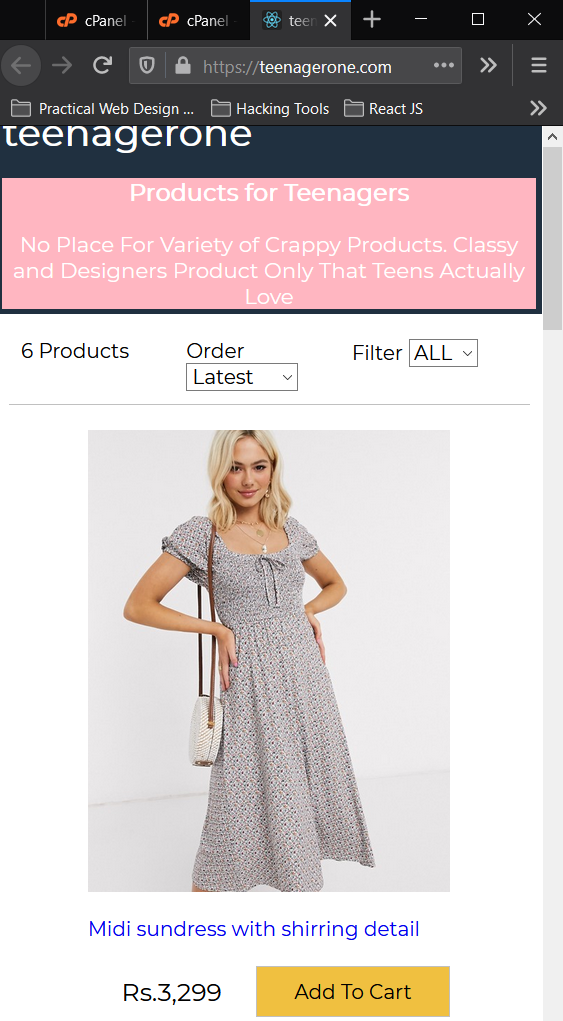 cPanel
cPanel
teen
https://teenagerone.com
Practical Web Design ...
Hacking Tools
React JS
teenagerone
Products for Teenagers
No Place For Variety of Crappy Products. Classy
and Designers Product Only That Teens Actually
Love
6 Products
Order
Latest
Filter ALL
Midi sundress with shirring detail
Rs.3,299
Add To Cart